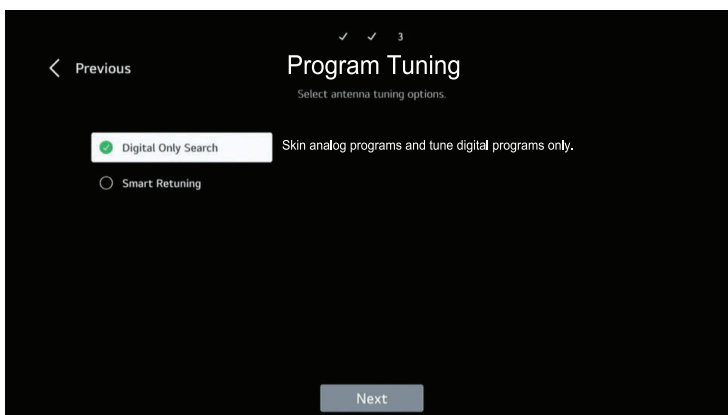 3
Previous
Program Tuning
Select antenna tuning options.
Digital Only Search
Skin analog programs and tune digital programs only.
Smart Retuning
Next